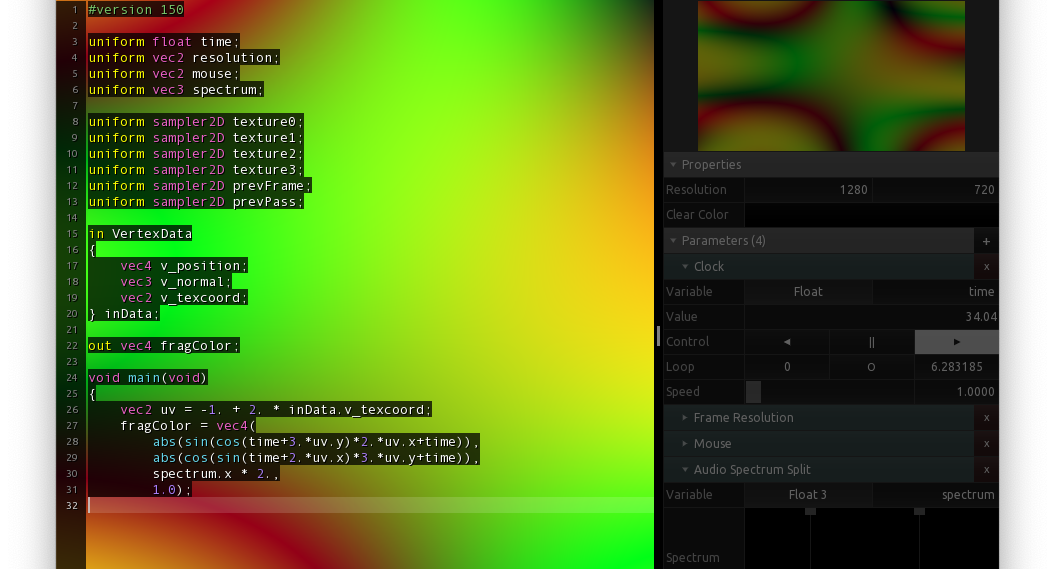 1 #version 150
2
3 uniform float time;
4 uniform vec2 resolution;
5 uniform vec2 mouse;
6 uniform vec3 spectrum;
7
8 uniform sampler2D texture0;
9 uniform sampler2D texture1;
10 uniform sampler2D texture2;
11 uniform sampler2D texture3;
12 uniform sampler2D prevFrame;
13 uniform sampler2D prevPass;
14
15 in VertexData
16 {
17     vec4 v_position;
18     vec3 v_normal;
19     vec2 v_texcoord;
20 } inData;
21
22 out vec4 fragColor;
23
24 void main(void)
25 {
26     vec2 uv = -1. + 2. * inData.v_texcoord;
27     fragColor = vec4(
28         abs(sin(cos(time+3.*uv.y)*2.*uv.x+time)),
29         abs(cos(sin(time+2.*uv.x)*3.*uv.y+time)),
30         spectrum.x * 2.,
31         1.0);
32
Properties
Resolution 1280 720
Clear Color
Parameters (4) +
Clock x
Variable Float time
Value 34.04
Control ◄ || ►
Loop 0 O 6.283185
Speed 1.0000
Frame Resolution x
Mouse x
Audio Spectrum Split x
Variable Float 3 spectrum
Spectrum